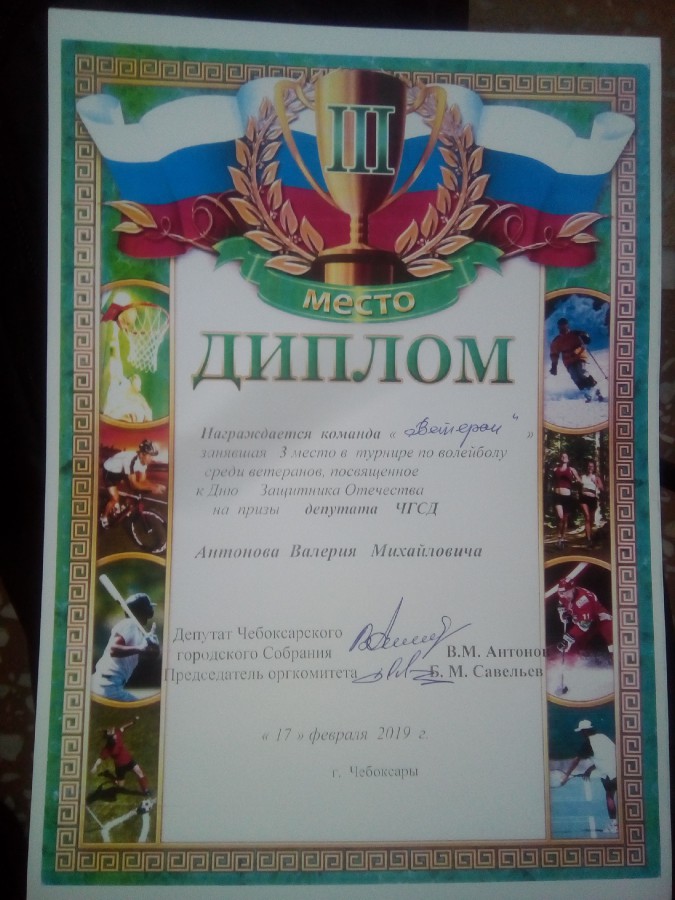 III
место
ДИПЛОМ
Награждается команда « „Ветеран" »
занявшая 3 место в турнире по волейболу
среди ветеранов, посвященное
к Дню Защитника Отечества
на призы депутата ЧГСД
Антонова Валерия Михайловича
Депутат Чебоксарского
городского Собрания В.М. Антонов
Председатель оргкомитета Б. М. Савельев
« 17 » февраля 2019 г.
г. Чебоксары